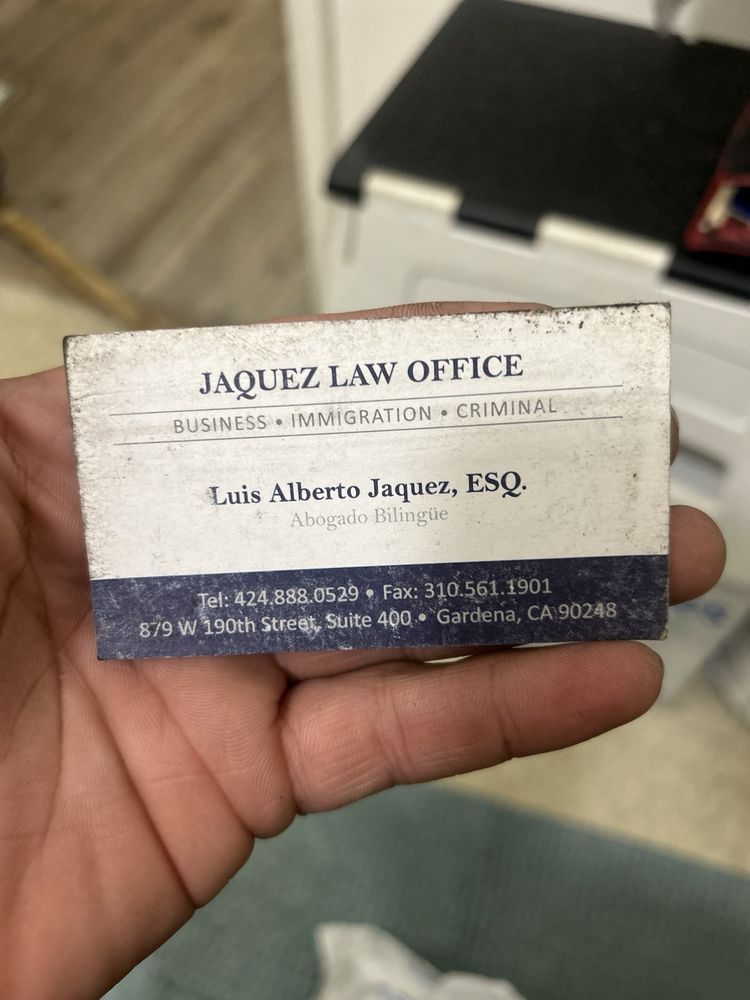 JAQUEZ LAW OFFICE
BUSINESS • IMMIGRATION • CRIMINAL
Luis Alberto Jaquez, ESQ.
Abogado Bilingüe
Tel: 424.888.0529 • Fax: 310.561.1901
879 W 190th Street, Suite 400 • Gardena, CA 90248